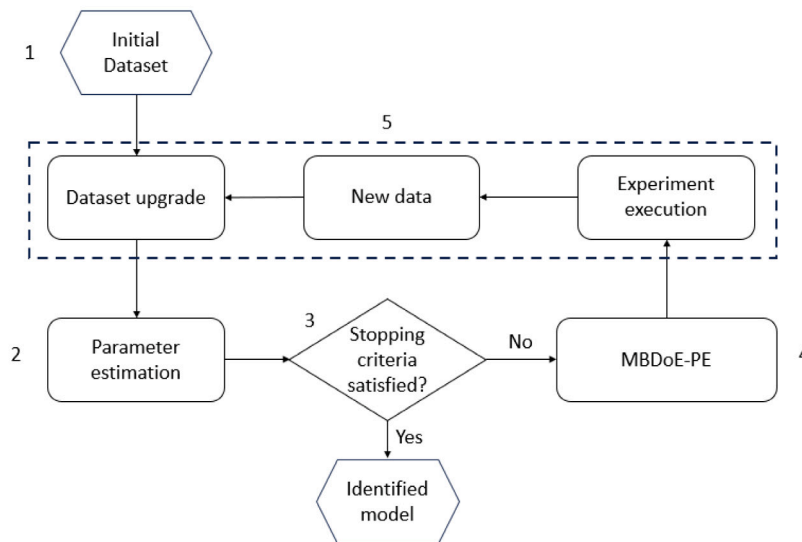 1
Initial
Dataset
5
Dataset upgrade
New data
Experiment
execution
2
Parameter
estimation
3
Stopping
criteria
satisfied?
No
MBDoE-PE
Yes
Identified
model